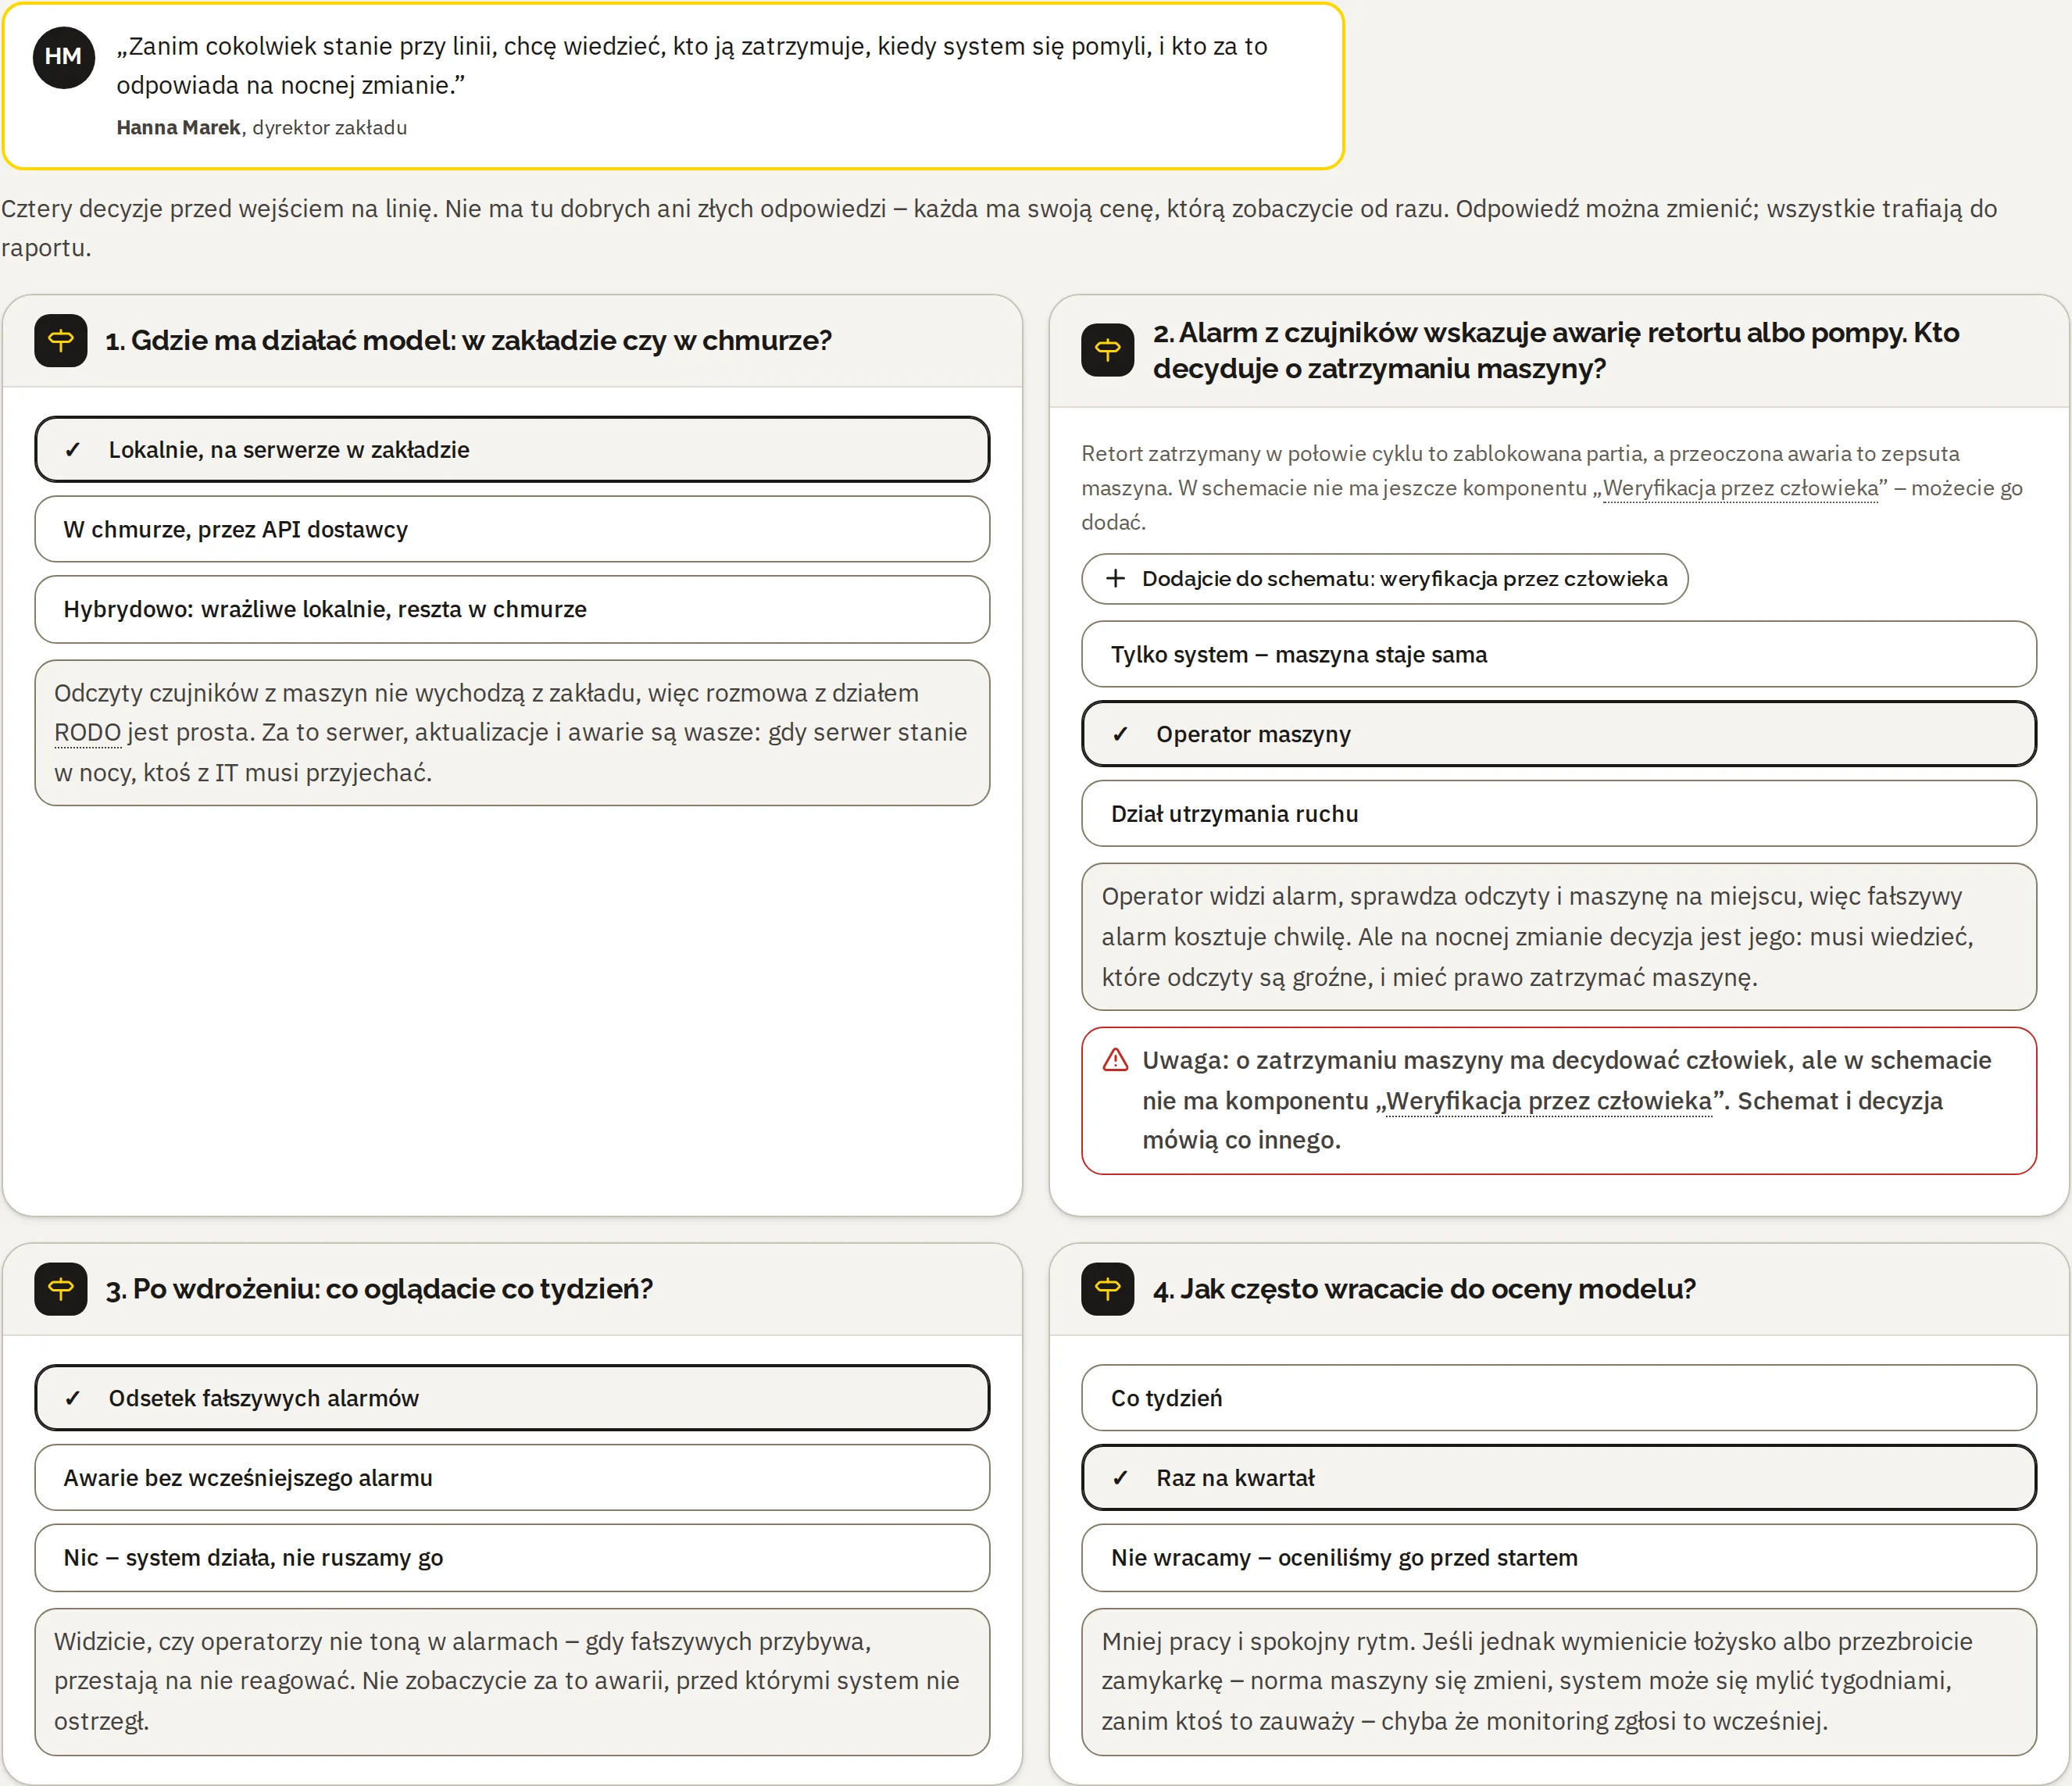 HM
„Zanim cokolwiek stanie przy linii, chcę wiedzieć, kto ją zatrzymuje, kiedy system się pomyli, i kto za to
odpowiada na nocnej zmianie.”
Hanna Marek, dyrektor zakładu
Cztery decyzje przed wejściem na linię. Nie ma tu dobrych ani złych odpowiedzi – każda ma swoją cenę, którą zobaczycie od razu. Odpowiedź można zmienić; wszystkie trafiają do
raportu.
1. Gdzie ma działać model: w zakładzie czy w chmurze?
✓ Lokalnie, na serwerze w zakładzie
W chmurze, przez API dostawcy
Hybrydowo: wrażliwe lokalnie, reszta w chmurze
Odczyty czujników z maszyn nie wychodzą z zakładu, więc rozmowa z działem
RODO jest prosta. Za to serwer, aktualizacje i awarie są wasze: gdy serwer stanie
w nocy, ktoś z IT musi przyjechać.
2. Alarm z czujników wskazuje awarię retortu albo pompy. Kto
decyduje o zatrzymaniu maszyny?
Retort zatrzymany w połowie cyklu to zablokowana partia, a przeoczona awaria to zepsuta
maszyna. W schemacie nie ma jeszcze komponentu „Weryfikacja przez człowieka” – możecie go
dodać.
+ Dodajcie do schematu: weryfikacja przez człowieka
Tylko system – maszyna staje sama
✓ Operator maszyny
Dział utrzymania ruchu
Operator widzi alarm, sprawdza odczyty i maszynę na miejscu, więc fałszywy
alarm kosztuje chwilę. Ale na nocnej zmianie decyzja jest jego: musi wiedzieć,
które odczyty są groźne, i mieć prawo zatrzymać maszynę.
Uwaga: o zatrzymaniu maszyny ma decydować człowiek, ale w schemacie
nie ma komponentu „Weryfikacja przez człowieka”. Schemat i decyzja
mówią co innego.
3. Po wdrożeniu: co oglądacie co tydzień?
✓ Odsetek fałszywych alarmów
Awarie bez wcześniejszego alarmu
Nic – system działa, nie ruszamy go
Widzicie, czy operatorzy nie toną w alarmach – gdy fałszywych przybywa,
przestają na nie reagować. Nie zobaczycie za to awarii, przed którymi system nie
ostrzegł.
4. Jak często wracacie do oceny modelu?
Co tydzień
✓ Raz na kwartał
Nie wracamy – oceniliśmy go przed startem
Mniej pracy i spokojny rytm. Jeśli jednak wymienicie łożysko albo przezbroicie
zamykarkę – norma maszyny się zmieni, system może się mylić tygodniami,
zanim ktoś to zauważy – chyba że monitoring zgłosi to wcześniej.